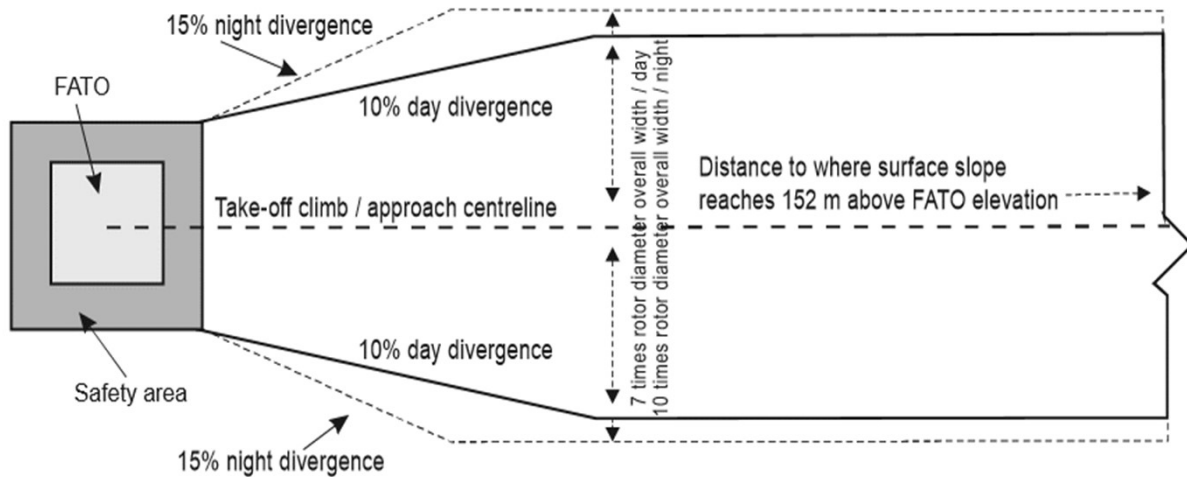 15% night divergence
FATO
10% day divergence
Take-off climb / approach centreline
7 times rotor diameter overall width / day
10 times rotor diameter overall width / night
Distance to where surface slope
reaches 152 m above FATO elevation
10% day divergence
Safety area
15% night divergence